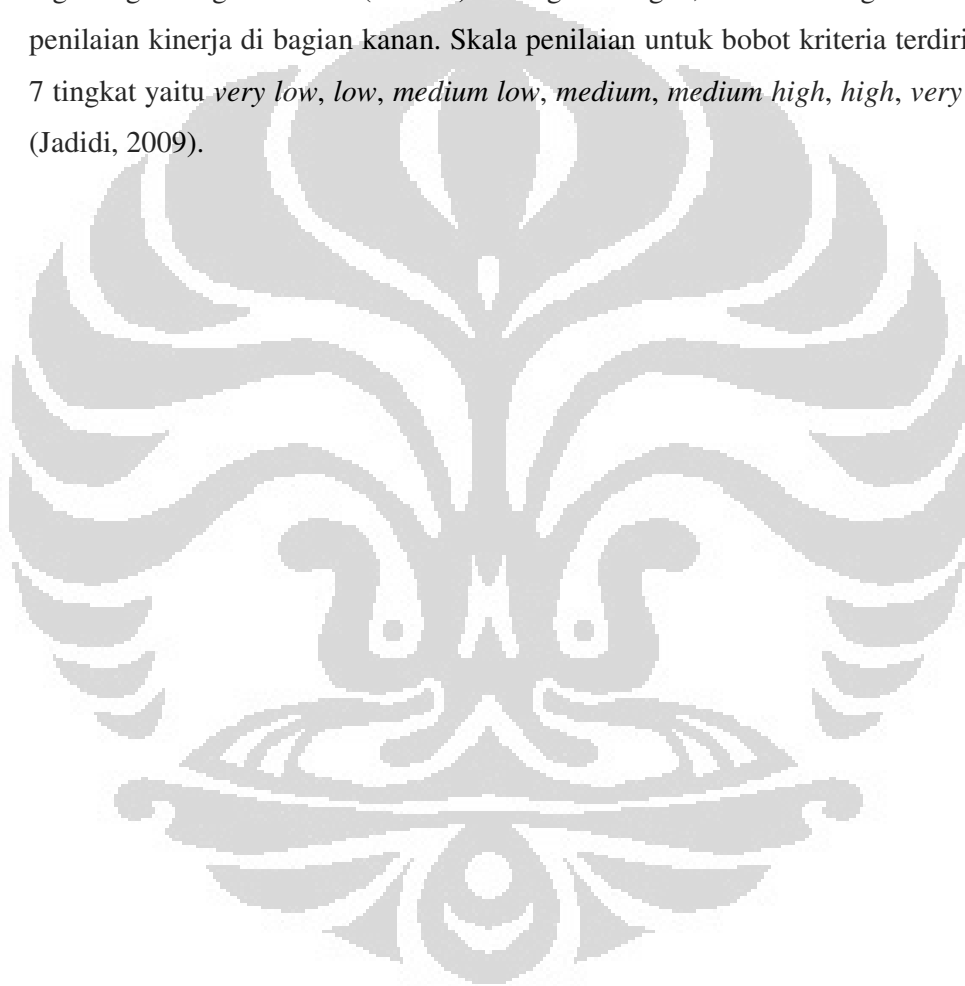 penilaian kinerja di bagian kanan. Skala penilaian untuk bobot kriteria terdiri
7 tingkat yaitu very low, low, medium low, medium, medium high, high, very
(Jadidi, 2009).